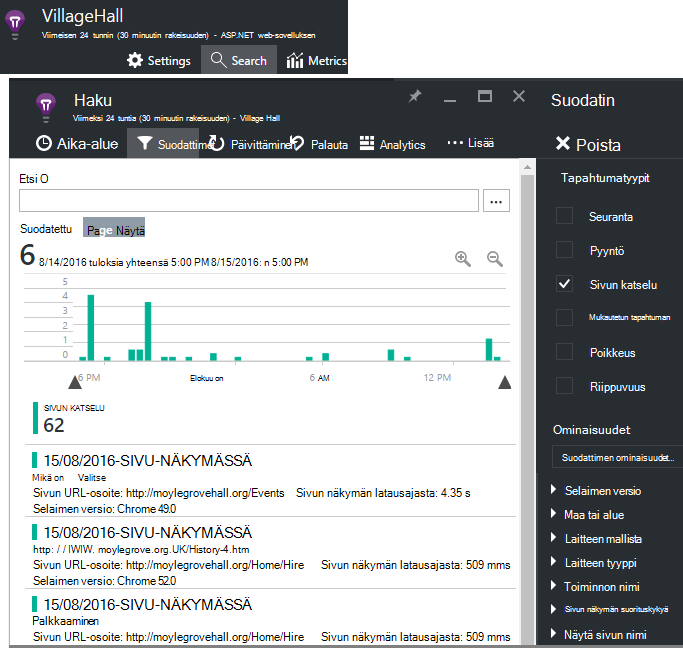 VillageHall
Viimeisen 24 tunnin (30 minuutin rakeisuuden) - ASP.NET web-sovelluksen
Settings Search Metrics
Haku
Viimeksi 24 tuntia (30 minuutin rakeisuuden) - Village Hall
Aika-alue Suodattimet Päivittäminen Palauta Analytics ... Lisää
Etsi O
...
Suodatettu Page Näytä
6 8/14/2016 tuloksia yhteensä 5:00 PM 8/15/2016: n 5:00 PM
5
4
3
2
1
0
6 PM Elokuu on 6 AM 12 PM
SIVUN KATSELU
62
15/08/2016-SIVU-NÄKYMÄSSÄ
Mikä on Valitse
Sivun URL-osoite: http://moylegrovehall.org/Events Sivun näkymän latausajasta: 4.35 s
Selaimen versio: Chrome 49.0
15/08/2016-SIVU-NÄKYMÄSSÄ
http: / / IWIW. moylegrove.org.UK/History-4.htm
Sivun URL-osoite: http://moylegrovehall.org/Home/Hire Sivun näkymän latausajasta: 509 mms
Selaimen versio: Chrome 52.0
15/08/2016-SIVU-NÄKYMÄSSÄ
Palkkaaminen
Sivun URL-osoite: http://moylegrovehall.org/Home/Hire Sivun näkymän latausajasta: 509 mms
Suodatin
Poista
Tapahtumatyypit
Seuranta
Pyyntö
Sivun katselu
Mukautetun tapahtuman
Poikkeus
Riippuvuus
Ominaisuudet
Suodattimen ominaisuudet...
Selaimen versio
Maa tai alue
Laitteen mallista
Laitteen tyyppi
Toiminnon nimi
Sivun näkymän suorituskykyä
Näytä sivun nimi